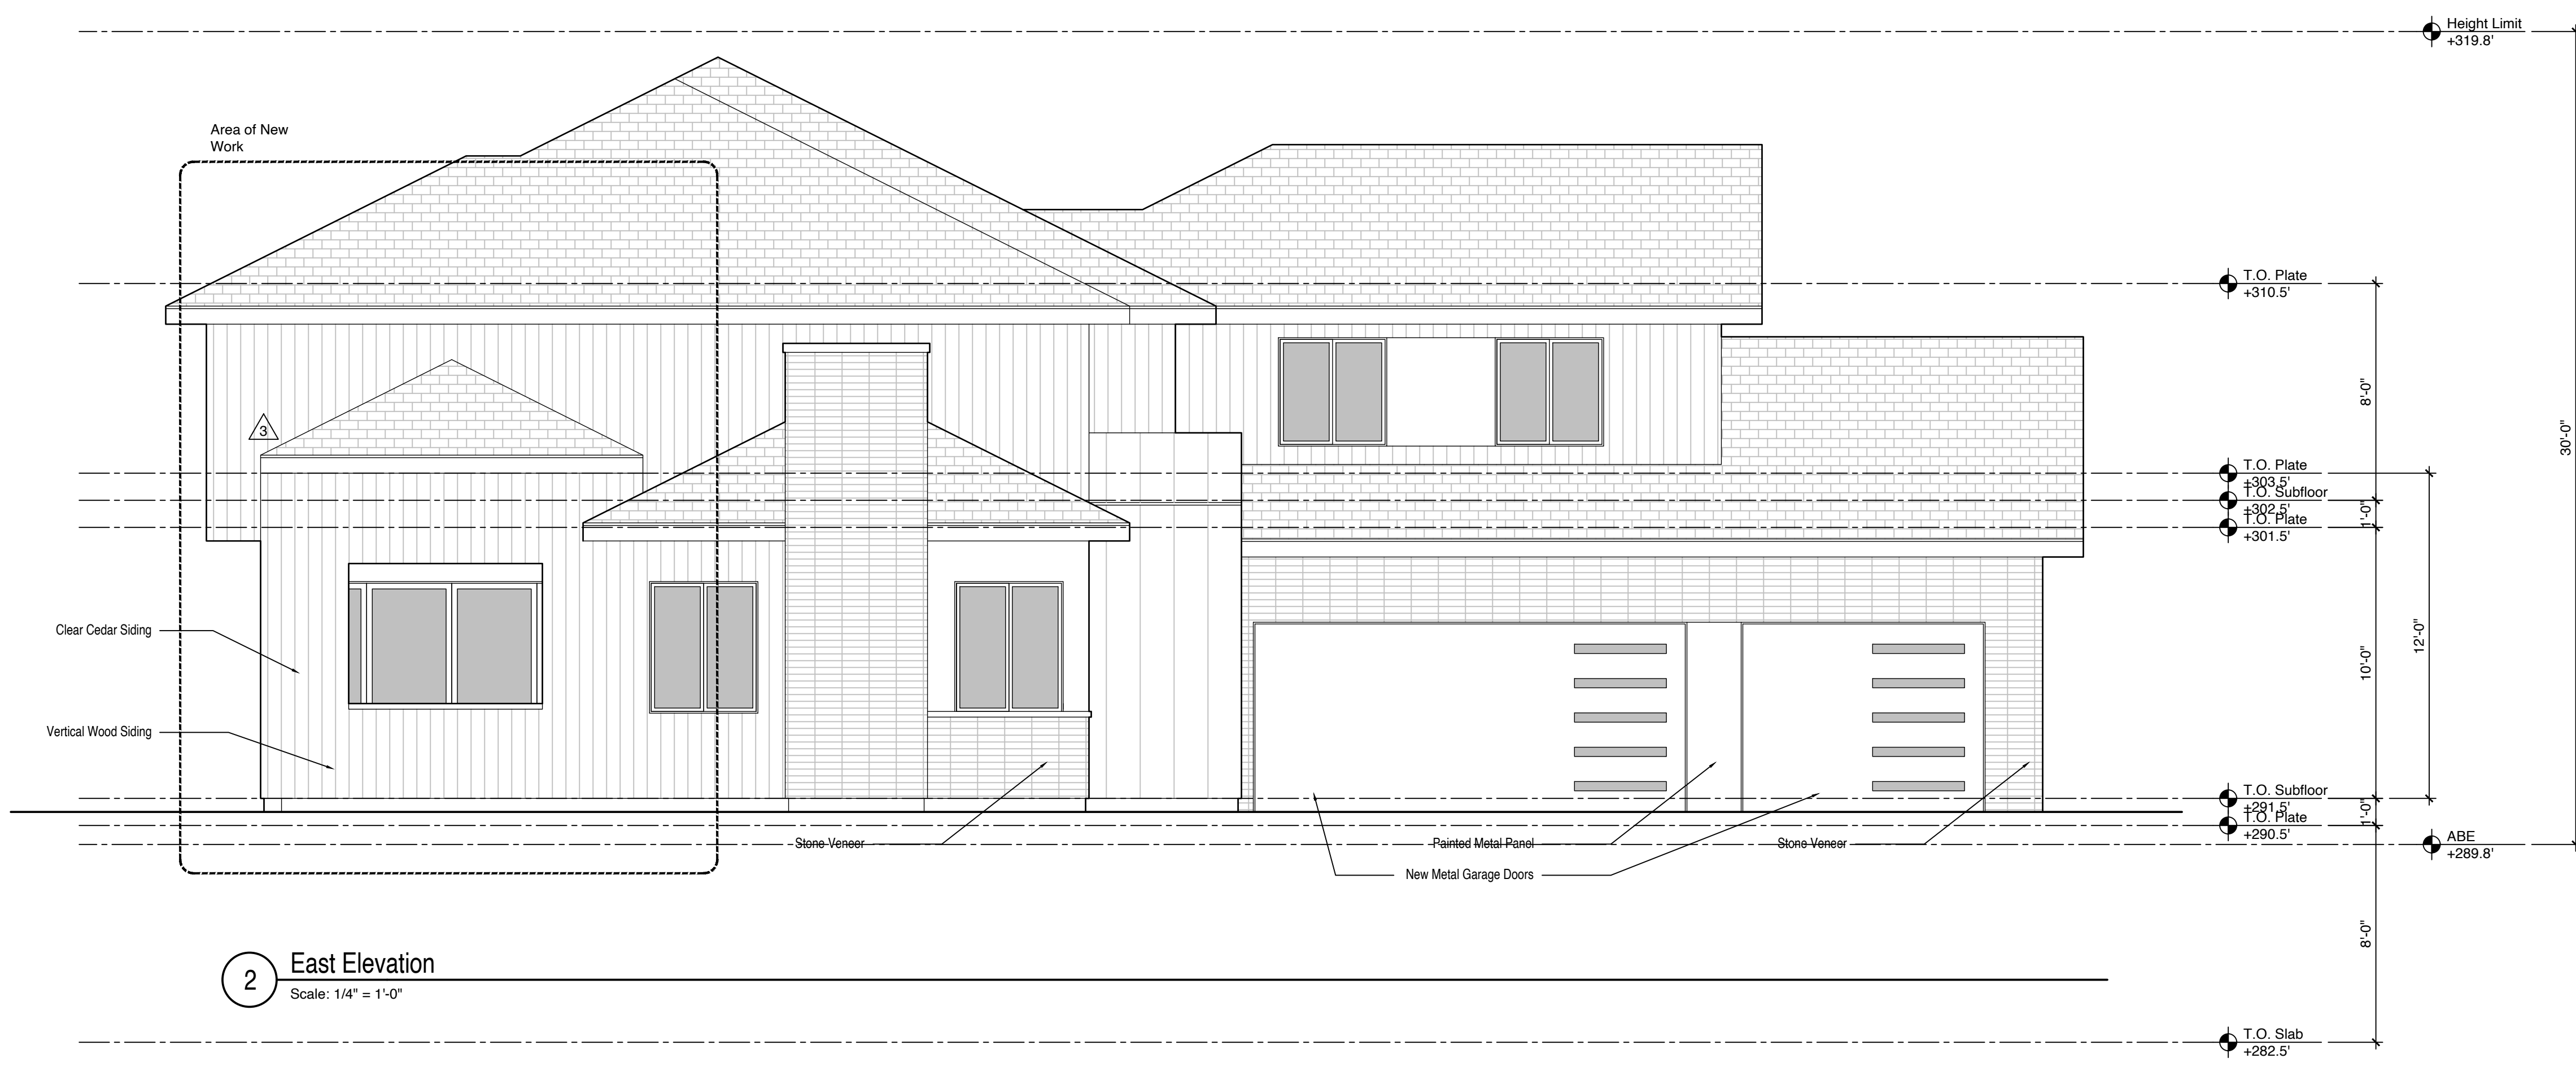 Height Limit
+319.8'
Area of New
Work
T.O. Plate
+310.5'
8'-0"
30'-0"
3
T.O. Plate
+303.5'
T.O. Subfloor
+302.5'
1'-0"
T.O. Plate
+301.5'
Clear Cedar Siding
12'-0"
10'-0"
Vertical Wood Siding
T.O. Subfloor
+291.5'
1'-0"
T.O. Plate
+290.5'
Stone Veneer
Painted Metal Panel
Stone Veneer
ABE
+289.8'
New Metal Garage Doors
8'-0"
2
East Elevation
Scale: 1/4" = 1'-0"
T.O. Slab
+282.5'